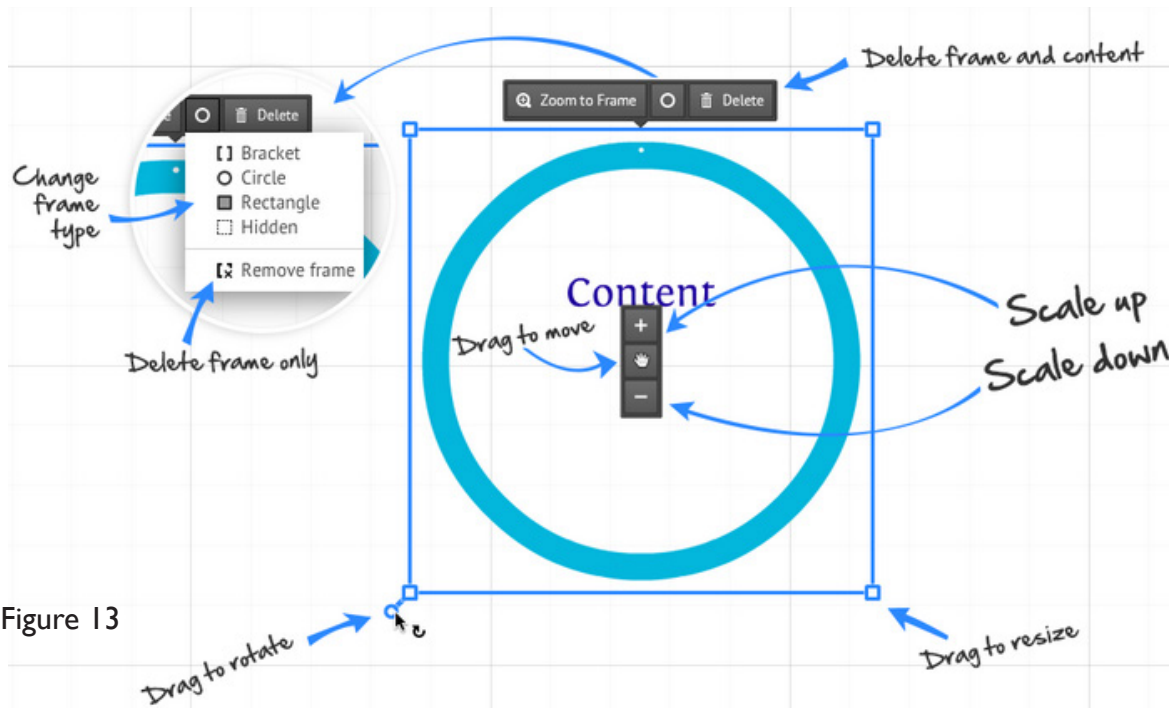 Delete frame and content
Zoom to Frame
Delete
Delete
Bracket
Circle
Rectangle
Hidden
Remove frame
Change
frame
type
Delete frame only
Content
Drag to move
+
−
Scale up
Scale down
Figure 13
Drag to rotate
Drag to resize